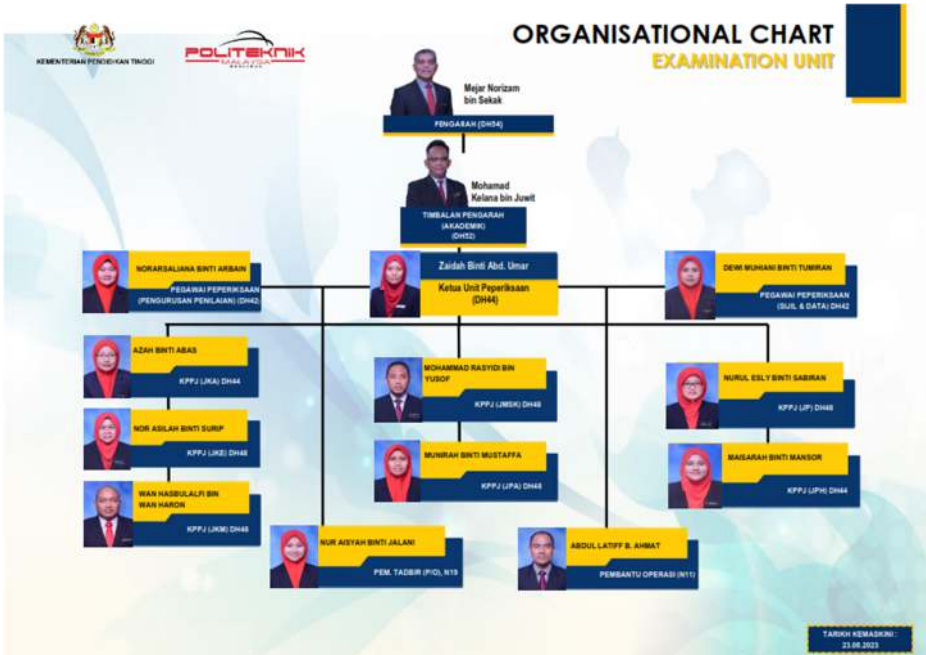 ORGANISATIONAL CHART
EXAMINATION UNIT
KEMENTERIAN PENDIDIKAN TINGGI
POLITEKNIK
MALAYSIA
Mejar Norizam
bin Sekak
PENGARAH (DH54)
Mohamad
Kelana bin Juwit
TIMBALAN PENGARAH
(AKADEMIK)
(DH52)
NORARSALIANA BINTI ARBAIN
PEGAWAI PEPERIKSAAN
(PENGURUSAN PENILAIAN) (DH42)
Zaidah Binti Abd. Umar
Ketua Unit Peperiksaan
(DH44)
DEWI MUHIANI BINTI TUMIRAN
PEGAWAI PEPERIKSAAN
(SIJIL & DATA) DH42
AZAH BINTI ABAS
KPPJ (JKA) DH44
MOHAMMAD RASYIDI BIN
YUSOF
KPPJ (JMSK) DH48
NURUL ESLY BINTI SABIRAN
KPPJ (JP) DH48
NOR ASILAH BINTI SURIP
KPPJ (JKE) DH48
MUNIRAH BINTI MUSTAFFA
KPPJ (JPA) DH48
MAISARAH BINTI MANSOR
KPPJ (JPH) DH44
WAN HASBULALFI BIN
WAN HARON
KPPJ (JKM) DH48
NUR AISYAH BINTI JALANI
PEM. TADBIR (P/O), N19
ABDUL LATIFF B. AHMAT
PEMBANTU OPERASI (N11)
TARIKH KEMASKINI :
23.08.2023